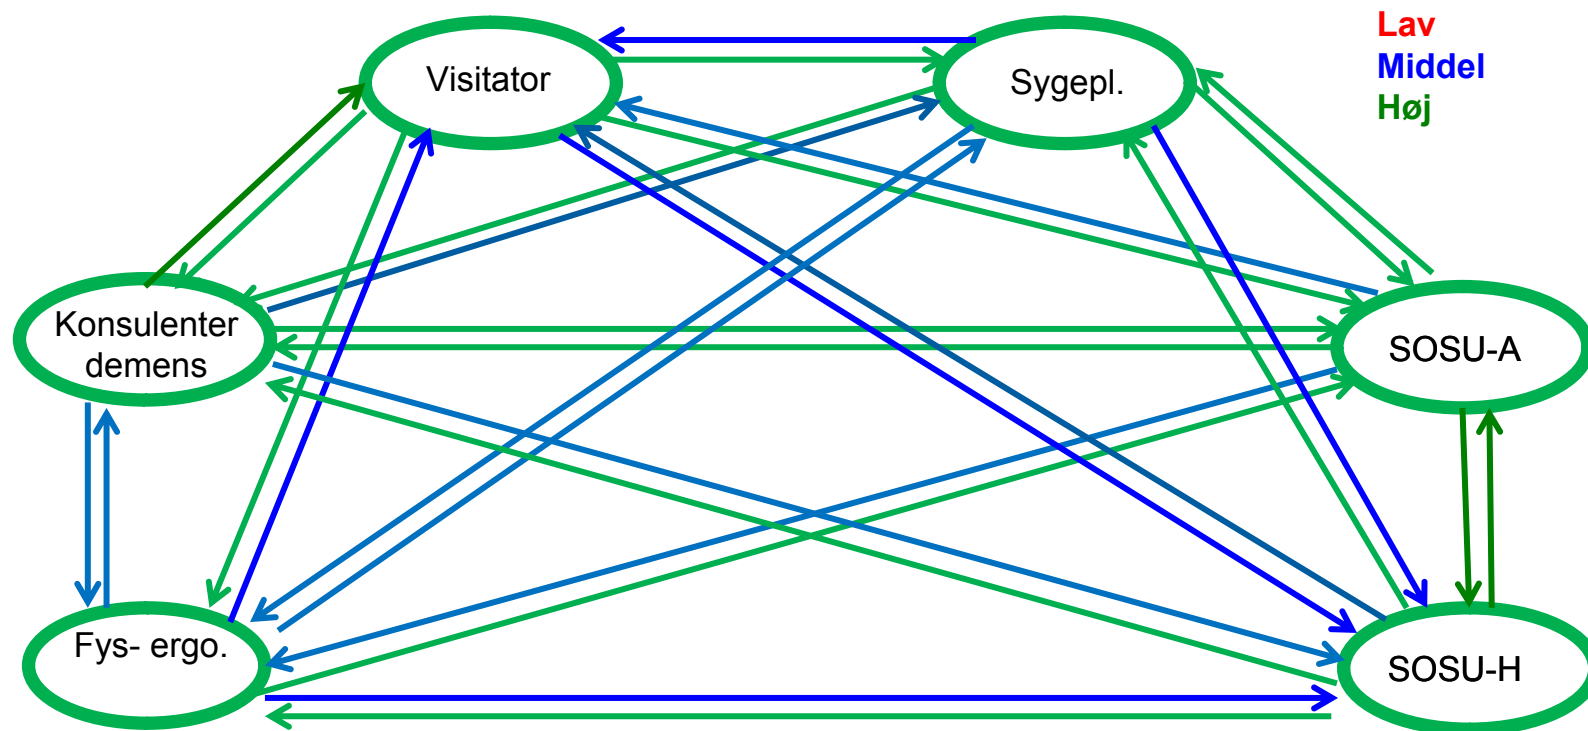 Lav
Middel
Høj
Visitator
Sygepl.
Konsulenter
demens
SOSU-A
Fys- ergo.
SOSU-H